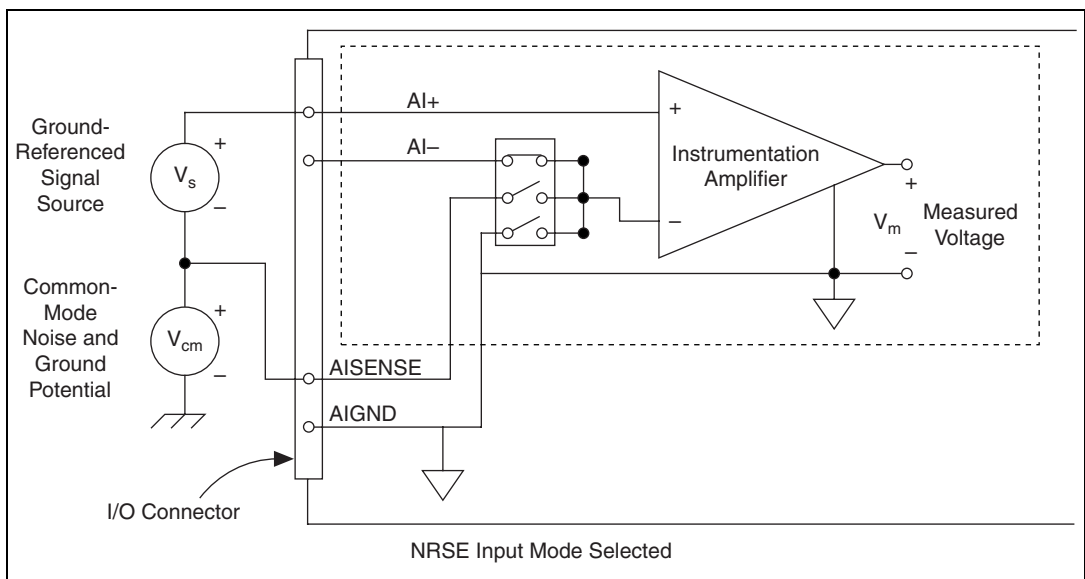 Ground-
Referenced
Signal
Source
+
Vs
–
Common-
Mode
Noise and
Ground
Potential
+
Vcm
–
I/O Connector
AI+
AI–
AISENSE
AIGND
+
–
Instrumentation
Amplifier
+
Vm
–
Measured
Voltage
NRSE Input Mode Selected